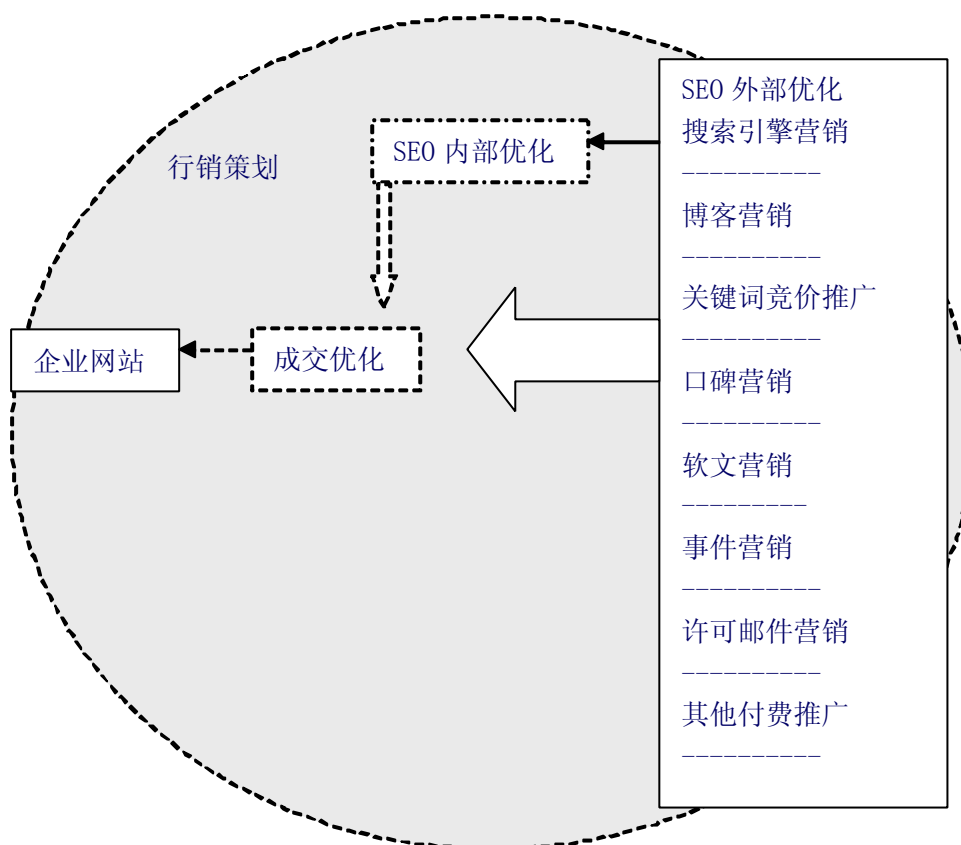 行销策划
SEO 内部优化
企业网站
成交优化
SEO 外部优化
搜索引擎营销
----------
博客营销
----------
关键词竞价推广
----------
口碑营销
----------
软文营销
---------
事件营销
----------
许可邮件营销
----------
其他付费推广
----------